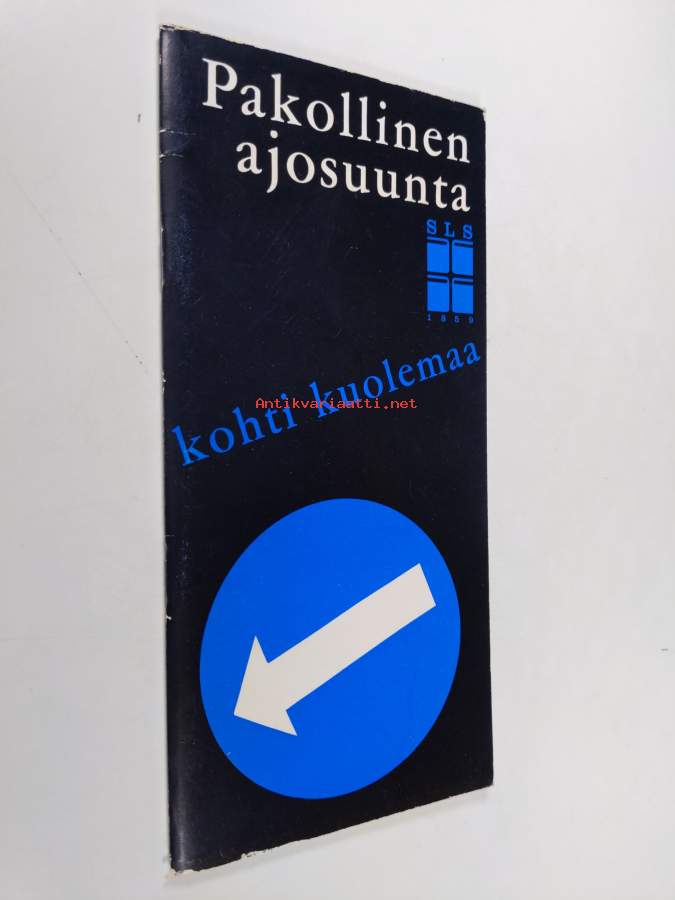 Pakollinen
ajosuunta
SLS
1859
kohti kuolemaa
Antikvariaatti.net